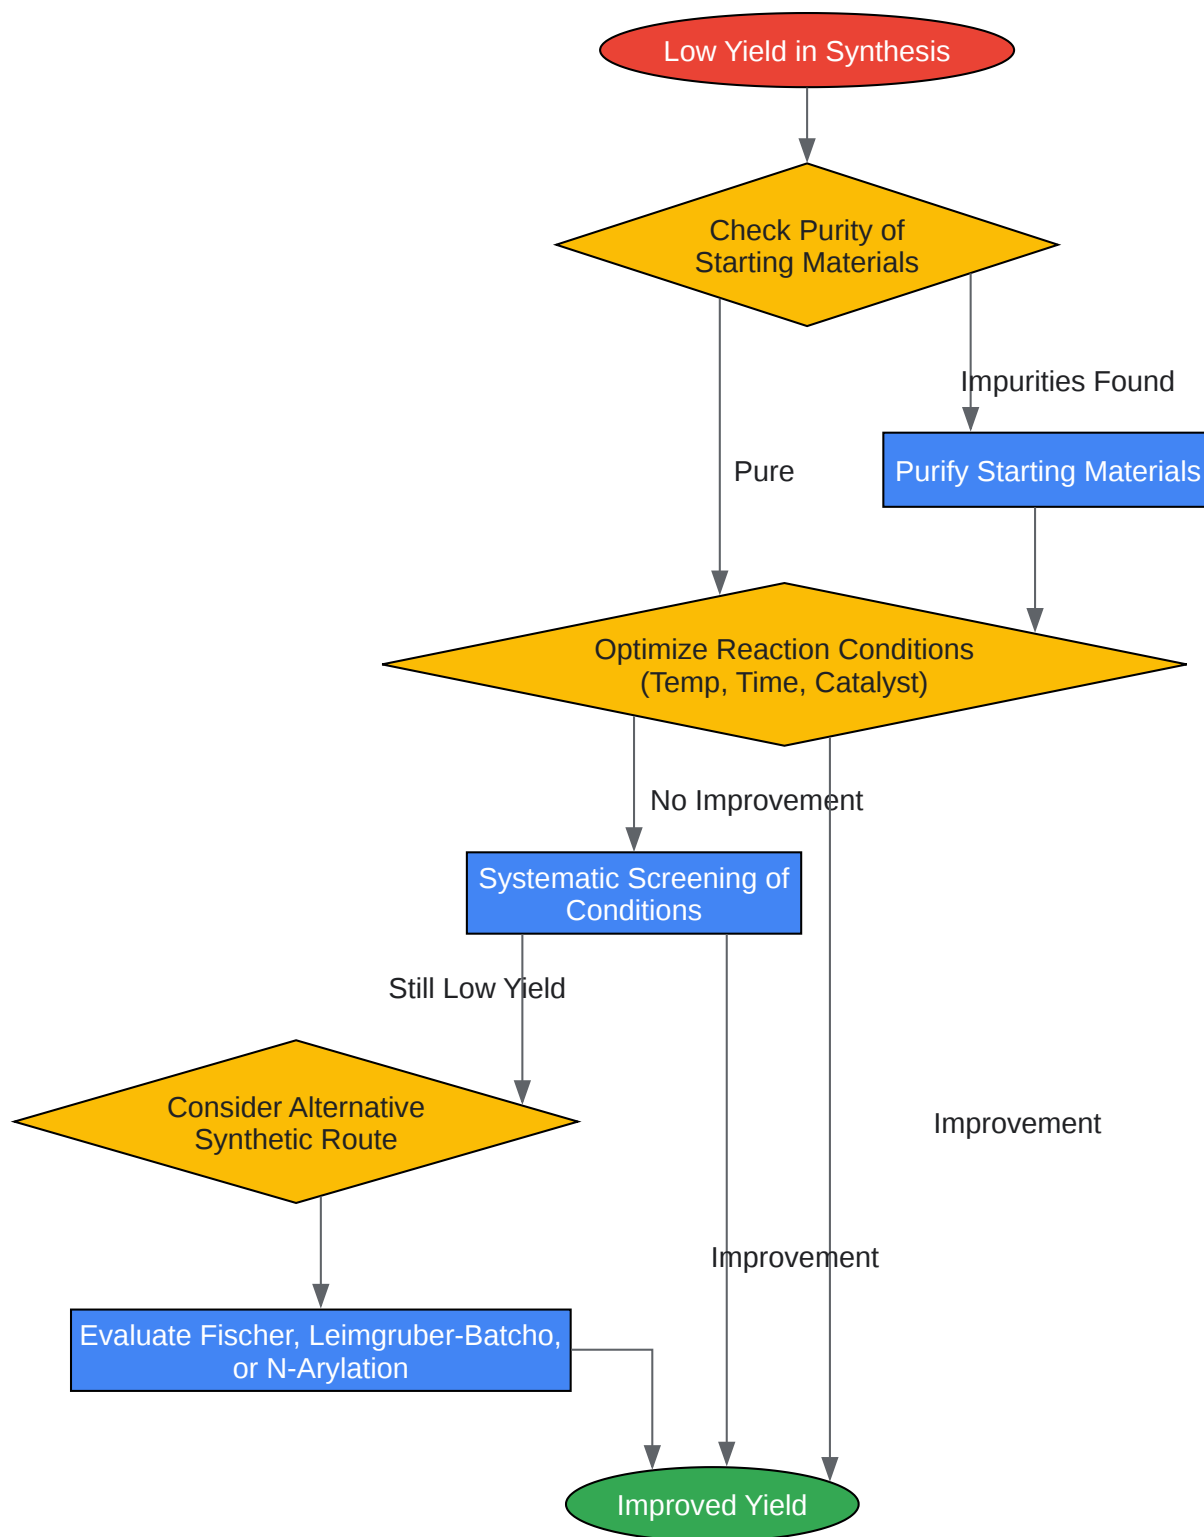 Low Yield in Synthesis
Check Purity of
Starting Materials
Impurities Found
Pure
Purify Starting Materials
Optimize Reaction Conditions
(Temp, Time, Catalyst)
No Improvement
Systematic Screening of
Conditions
Still Low Yield
Consider Alternative
Synthetic Route
Improvement
Improvement
Evaluate Fischer, Leimgruber-Batcho,
or N-Arylation
Improved Yield